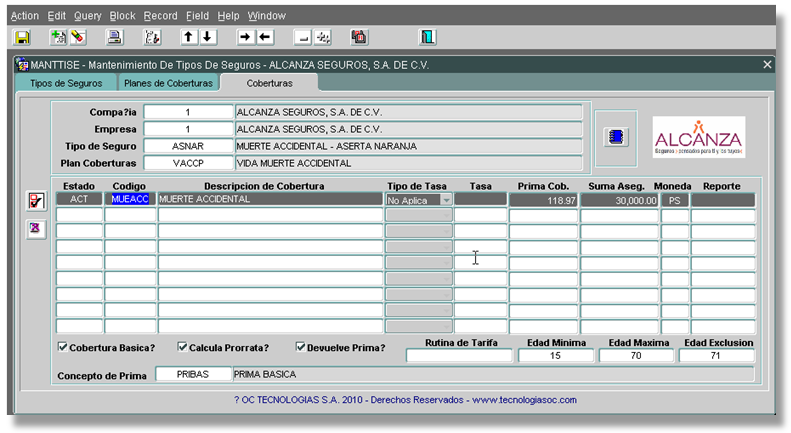 Action Edit Query Block Record Field Help Window
MANTTISE - Mantenimiento De Tipos De Seguros - ALCANZA SEGUROS, S.A. DE C.V.
Tipos de Seguros Planes de Coberturas Coberturas
Compa?ia 1 ALCANZA SEGUROS, S.A. DE C.V.
Empresa 1 ALCANZA SEGUROS, S.A. DE C.V.
Tipo de Seguro ASNAR MUERTE ACCIDENTAL - ASERTA NARANJA
Plan Coberturas VACCP VIDA MUERTE ACCIDENTAL
ALCANZA
Seguros
Estado Codigo Descripcion de Cobertura Tipo de Tasa Tasa Prima Cob. Suma Aseg. Moneda Reporte
ACT MUEACC MUERTE ACCIDENTAL No Aplica 118.97 30,000.00 PS
Cobertura Basica? Calcula Prorrata? Devuelve Prima? Rutina de Tarifa Edad Minima Edad Maxima Edad Exclusion
15 70 71
Concepto de Prima PRIBAS PRIMA BASICA
? OC TECNOLOGIAS S.A. 2010 - Derechos Reservados - www.tecnologiasoc.com